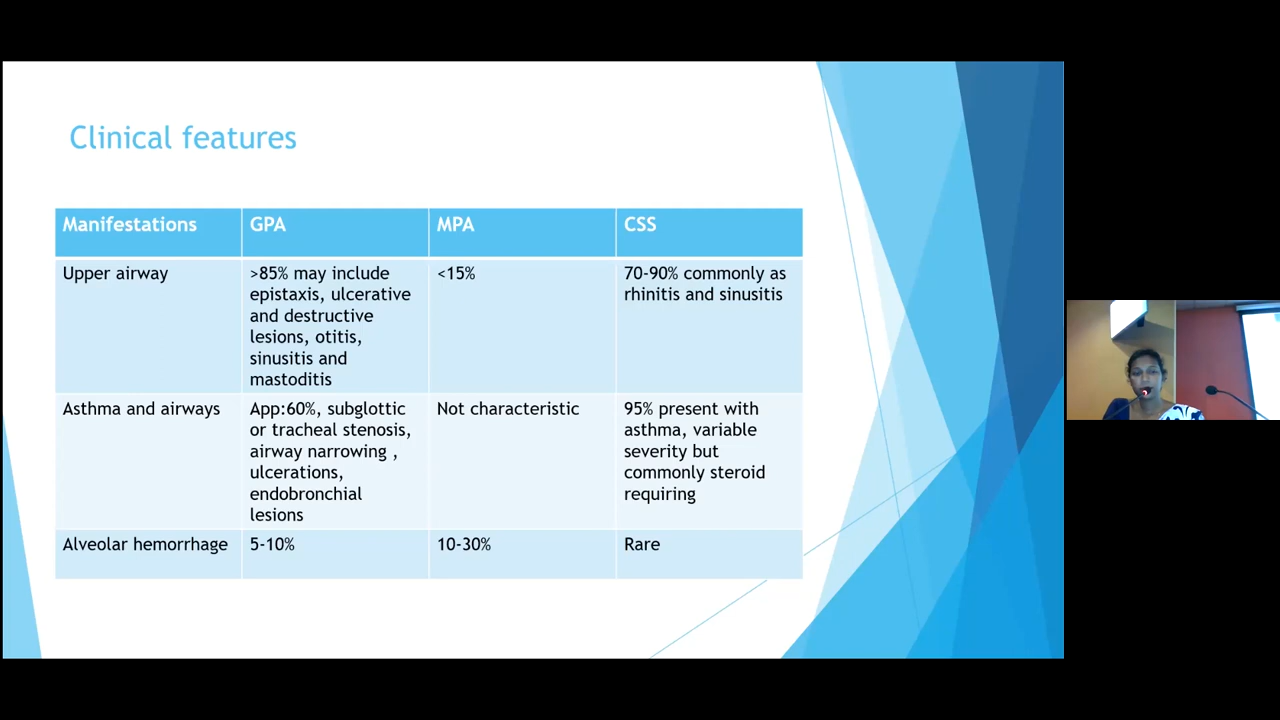 Clinical features
Manifestations GPA MPA CSS
Upper airway
>85% may include
epistaxis, ulcerative
and destructive
lesions, otitis,
sinusitis and
mastoditis
<15%
70-90% commonly as
rhinitis and sinusitis
Asthma and airways
App:60%, subglottic
or tracheal stenosis,
airway narrowing ,
ulcerations,
endobronchial
lesions
Not characteristic
95% present with
asthma, variable
severity but
commonly steroid
requiring
Alveolar hemorrhage 5-10% 10-30% Rare